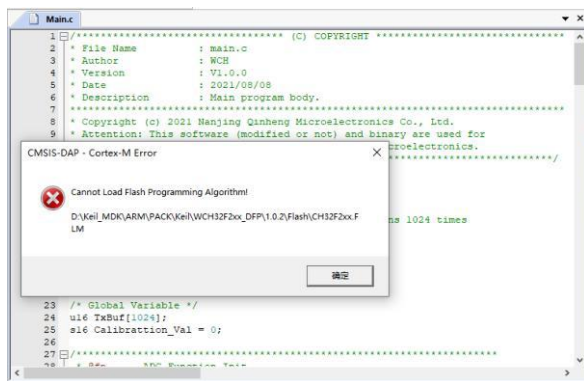 Main.c
1 /******************************** (C) COPYRIGHT *******************************
2 * File Name : main.c
3 * Author : WCH
4 * Version : V1.0.0
5 * Date : 2021/08/08
6 * Description : Main program body.
7 *********************************************************************************
8 * Copyright (c) 2021 Nanjing Qinheng Microelectronics Co., Ltd.
9 * Attention: This software (modified or not) and binary are used for
croelectronics.
*******************************/
CMSIS-DAP - Cortex-M Error
Cannot Load Flash Programming Algorithm!
D:\Keil_MDK\ARM\PACK\Keil\WCH32F2xx_DFP\1.0.2\Flash\CH32F2xx.F
LM
ns 1024 times
确定
23 /* Global Variable */
24 u16 TxBuf[1024];
25 s16 Calibrattion_Val = 0;
26
27 /*********************************************************************
28 * @fn ADC_Function_Init